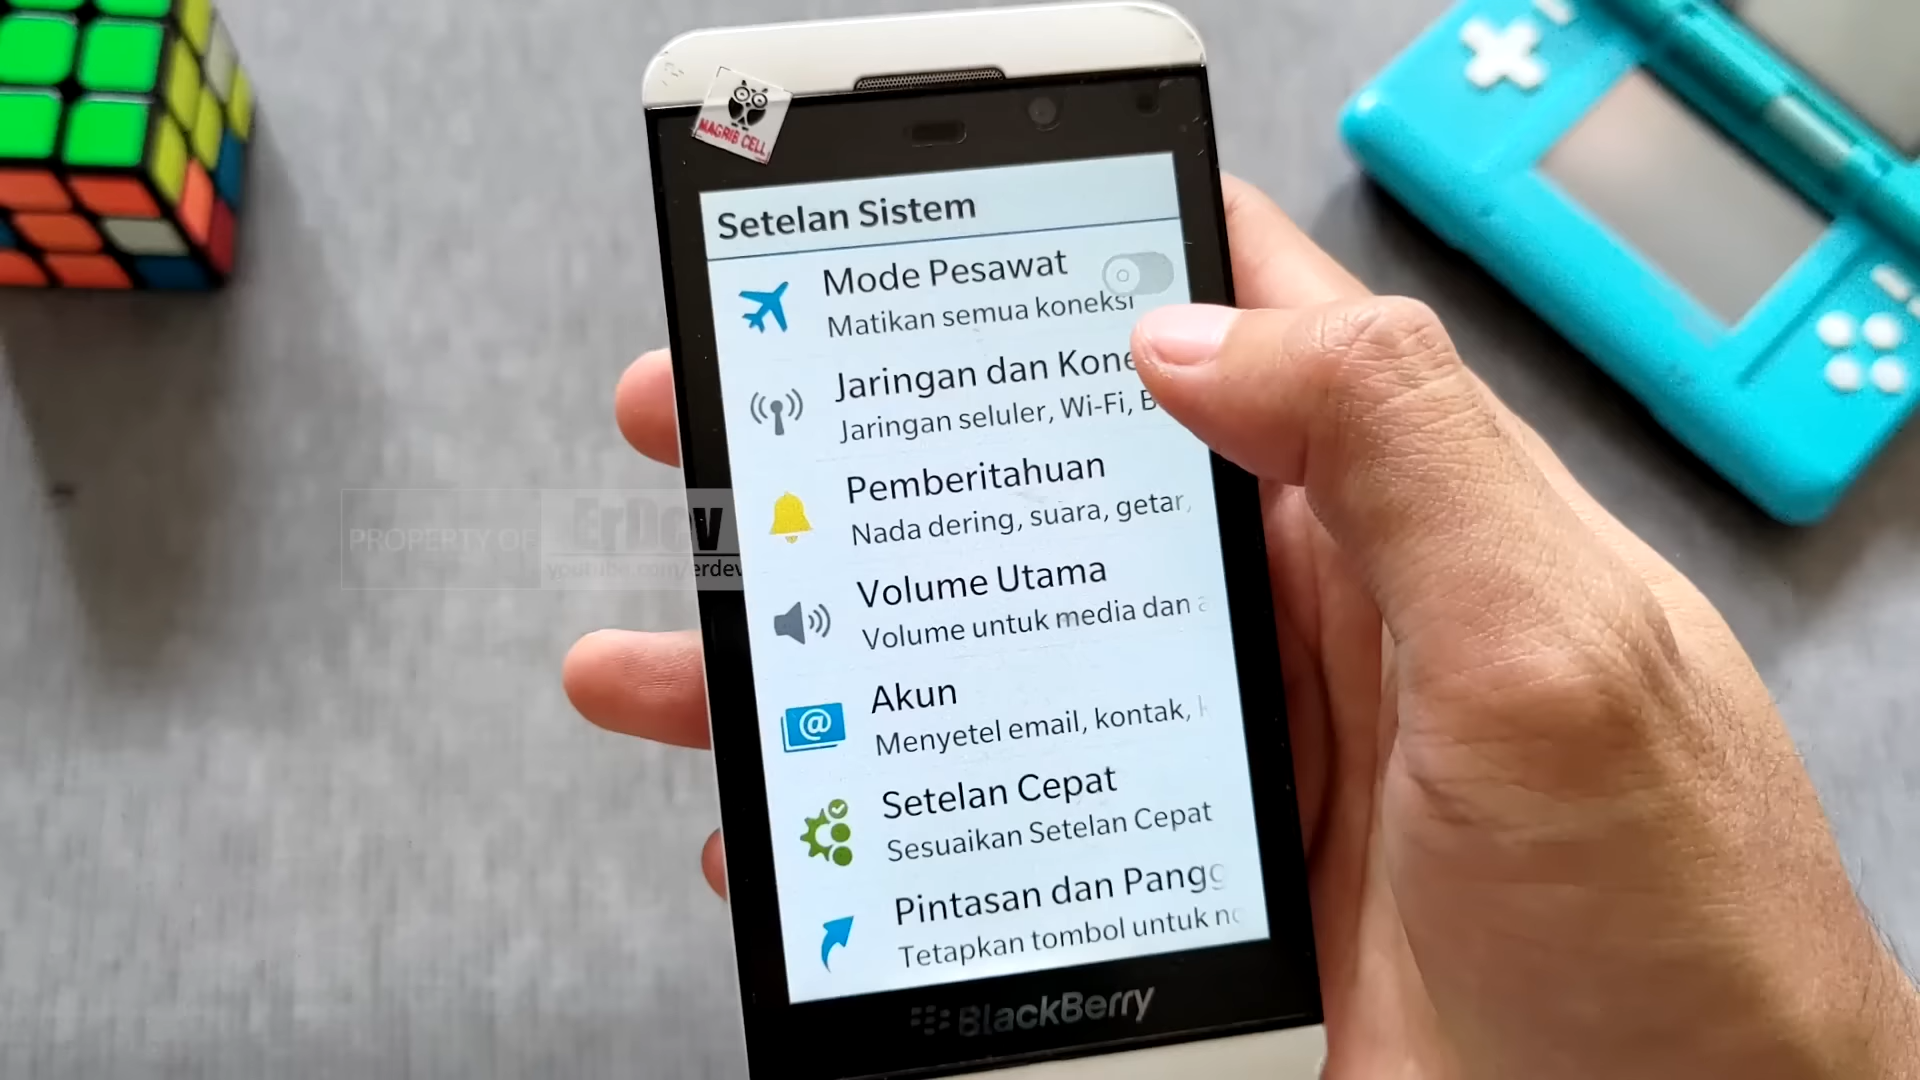 MAGRIB CELL
Setelan Sistem
Mode Pesawat
Matikan semua koneksi
Jaringan dan Kone
Jaringan seluler, Wi-Fi, B
Pemberitahuan
Nada dering, suara, getar,
Volume Utama
Volume untuk media dan a
Akun
Menyetel email, kontak, k
Setelan Cepat
Sesuaikan Setelan Cepat
Pintasan dan Pangg
Tetapkan tombol untuk no
BlackBerry
PROPERTY OF ErDev
youtube.com/erdev